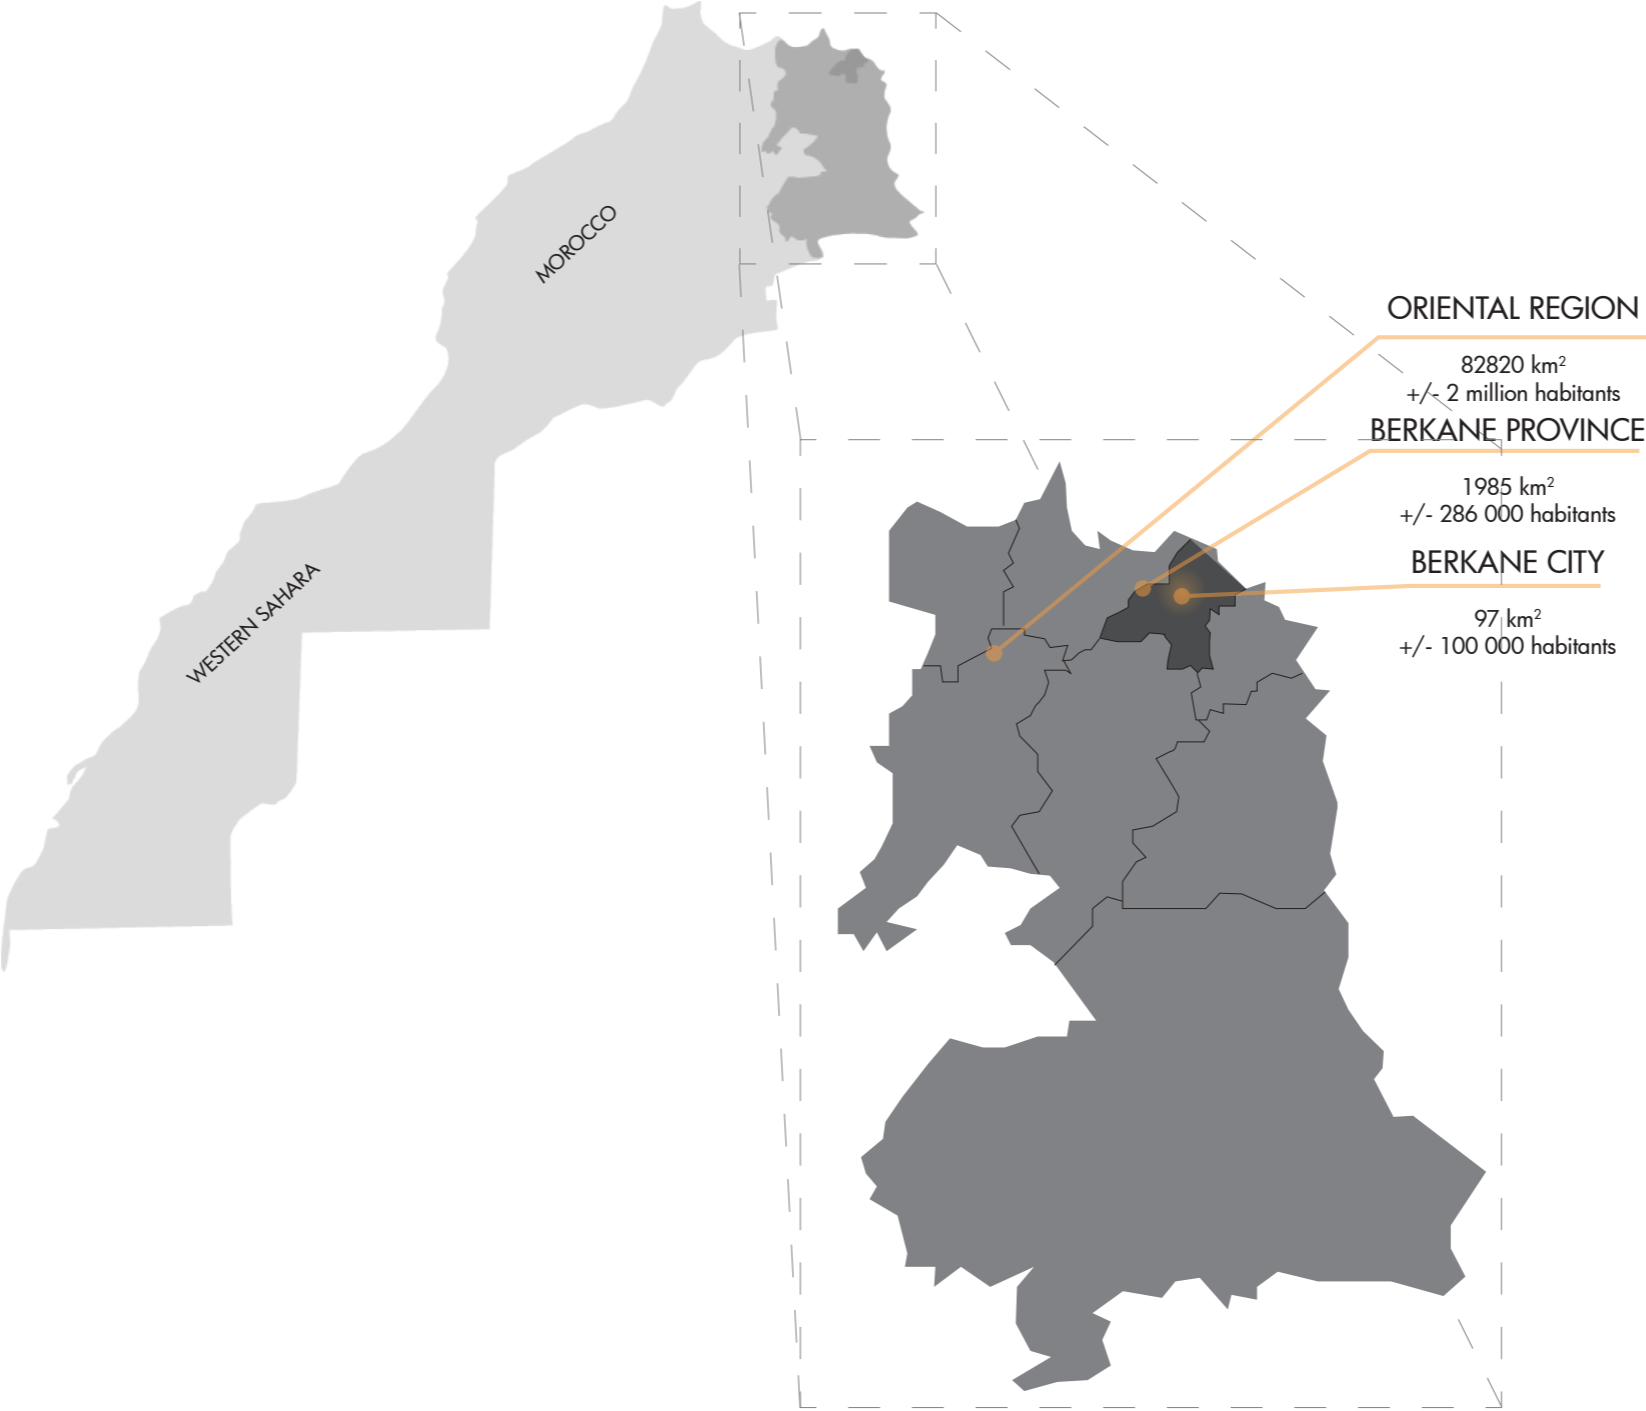 MOROCCO
WESTERN SAHARA
ORIENTAL REGION
82820 km²
+/- 2 million habitants
BERKANE PROVINCE
1985 km²
+/- 286 000 habitants
BERKANE CITY
97 km²
+/- 100 000 habitants